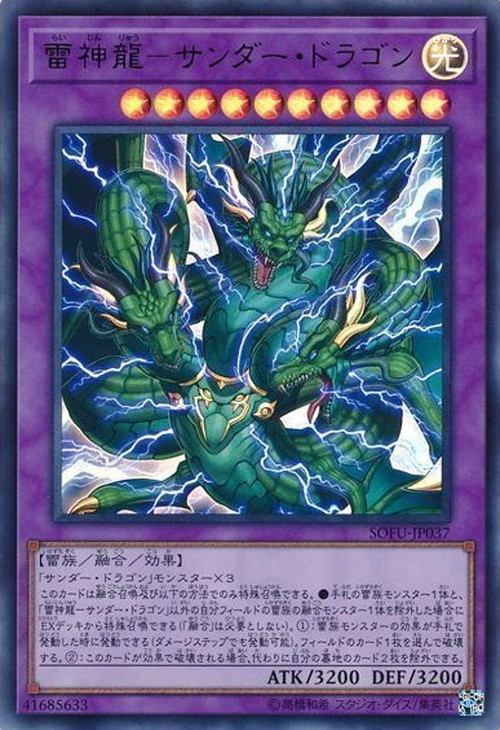 雷神龍－サンダー・ドラゴン 光
SOFU-JP037
【雷族／融合／効果】
「サンダー・ドラゴン」モンスター×３
このカードは融合召喚及び以下の方法でのみ特殊召喚できる。●手札の雷族モンスター１体と、
「雷神龍－サンダー・ドラゴン」以外の自分フィールドの雷族の融合モンスター１体を除外した場合に
EXデッキから特殊召喚できる（「融合」は必要としない）。①：雷族モンスターの効果が手札で
発動した時に発動できる（ダメージステップでも発動可能）。フィールドのカード１枚を選んで破壊
する。②：このカードが効果で破壊される場合、代わりに自分の墓地のカード２枚を除外できる。
ATK/3200 DEF/3200
41685633 ©高橋和希 スタジオ・ダイス/集英社